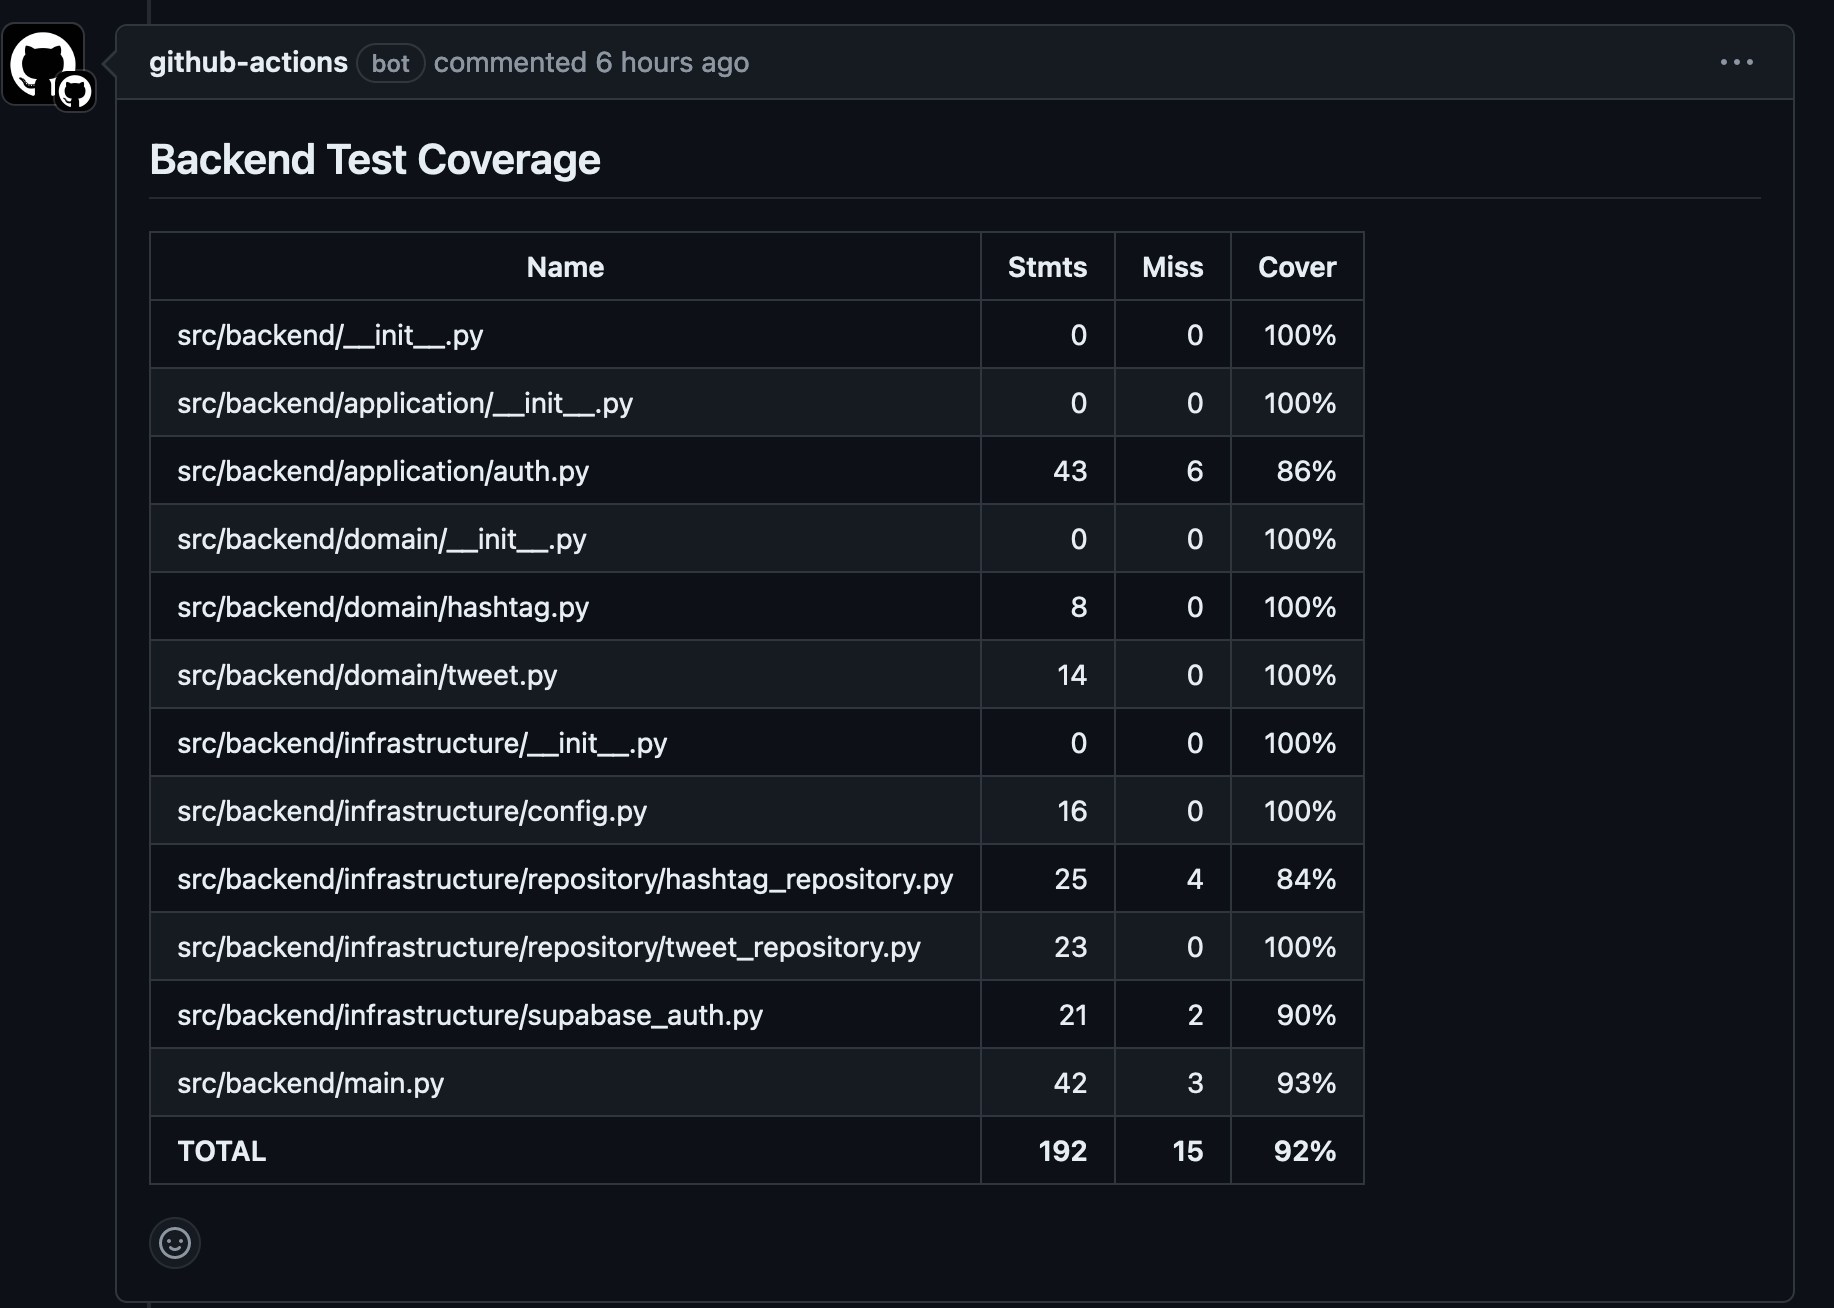 github-actions bot commented 6 hours ago
Backend Test Coverage
Name Stmts Miss Cover
src/backend/__init__.py 0 0 100%
src/backend/application/__init__.py 0 0 100%
src/backend/application/auth.py 43 6 86%
src/backend/domain/__init__.py 0 0 100%
src/backend/domain/hashtag.py 8 0 100%
src/backend/domain/tweet.py 14 0 100%
src/backend/infrastructure/__init__.py 0 0 100%
src/backend/infrastructure/config.py 16 0 100%
src/backend/infrastructure/repository/hashtag_repository.py 25 4 84%
src/backend/infrastructure/repository/tweet_repository.py 23 0 100%
src/backend/infrastructure/supabase_auth.py 21 2 90%
src/backend/main.py 42 3 93%
TOTAL 192 15 92%